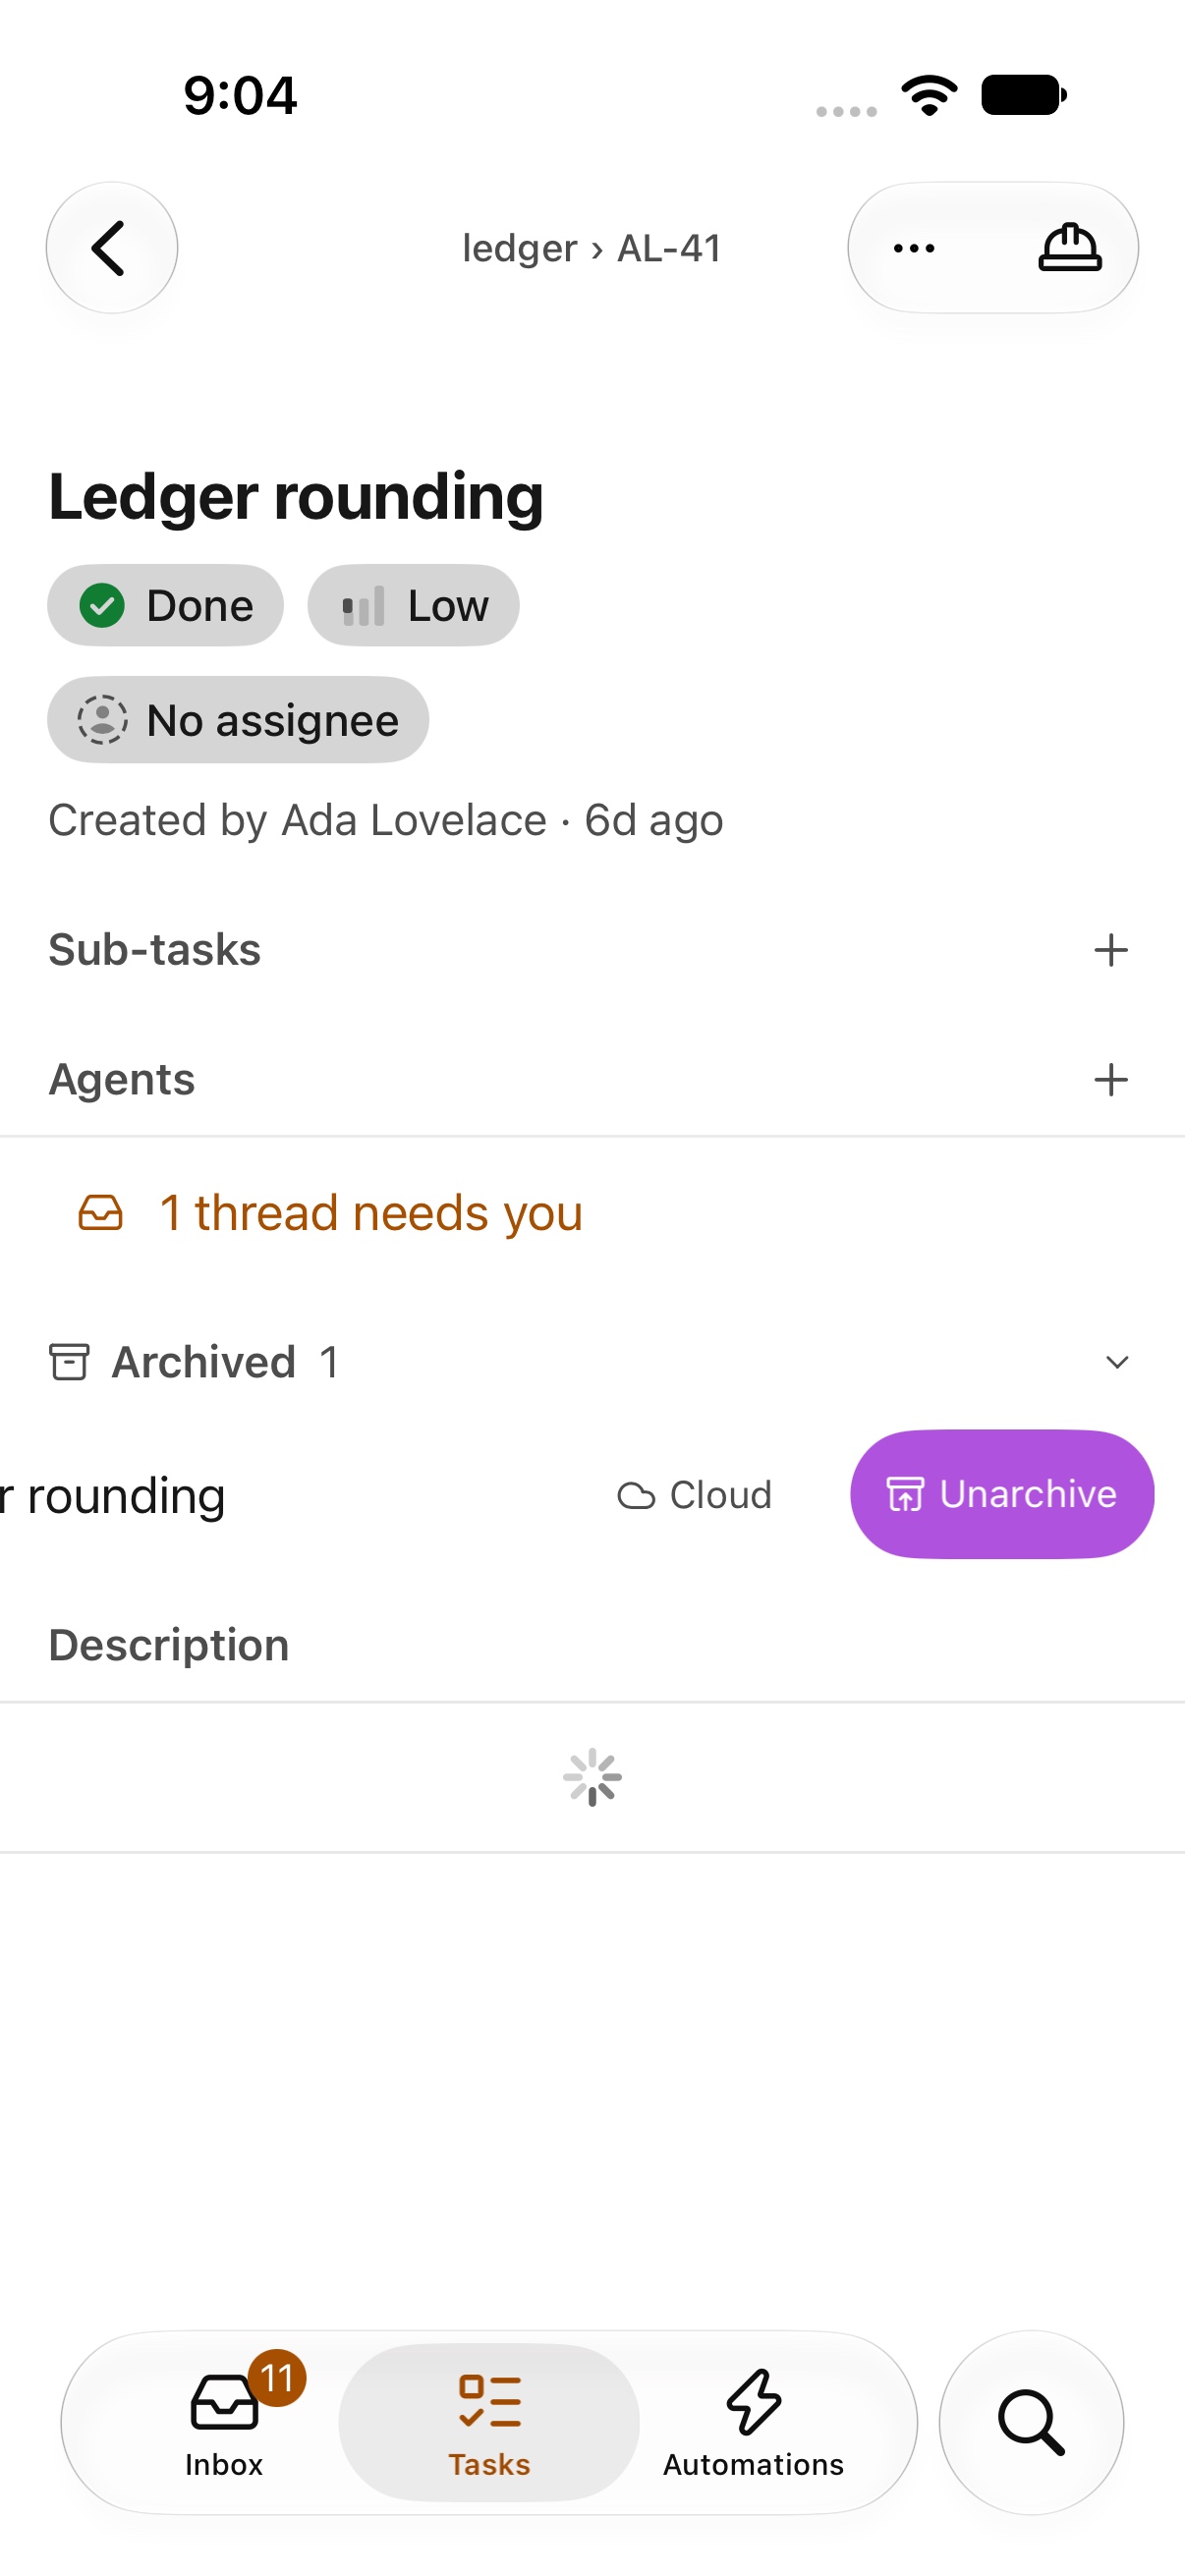 9:04
ledger › AL-41
Ledger rounding
Done
Low
No assignee
Created by Ada Lovelace · 6d ago
Sub-tasks
Agents
1 thread needs you
Archived 1
r rounding
Cloud
Unarchive
Description
11
Inbox
Tasks
Automations